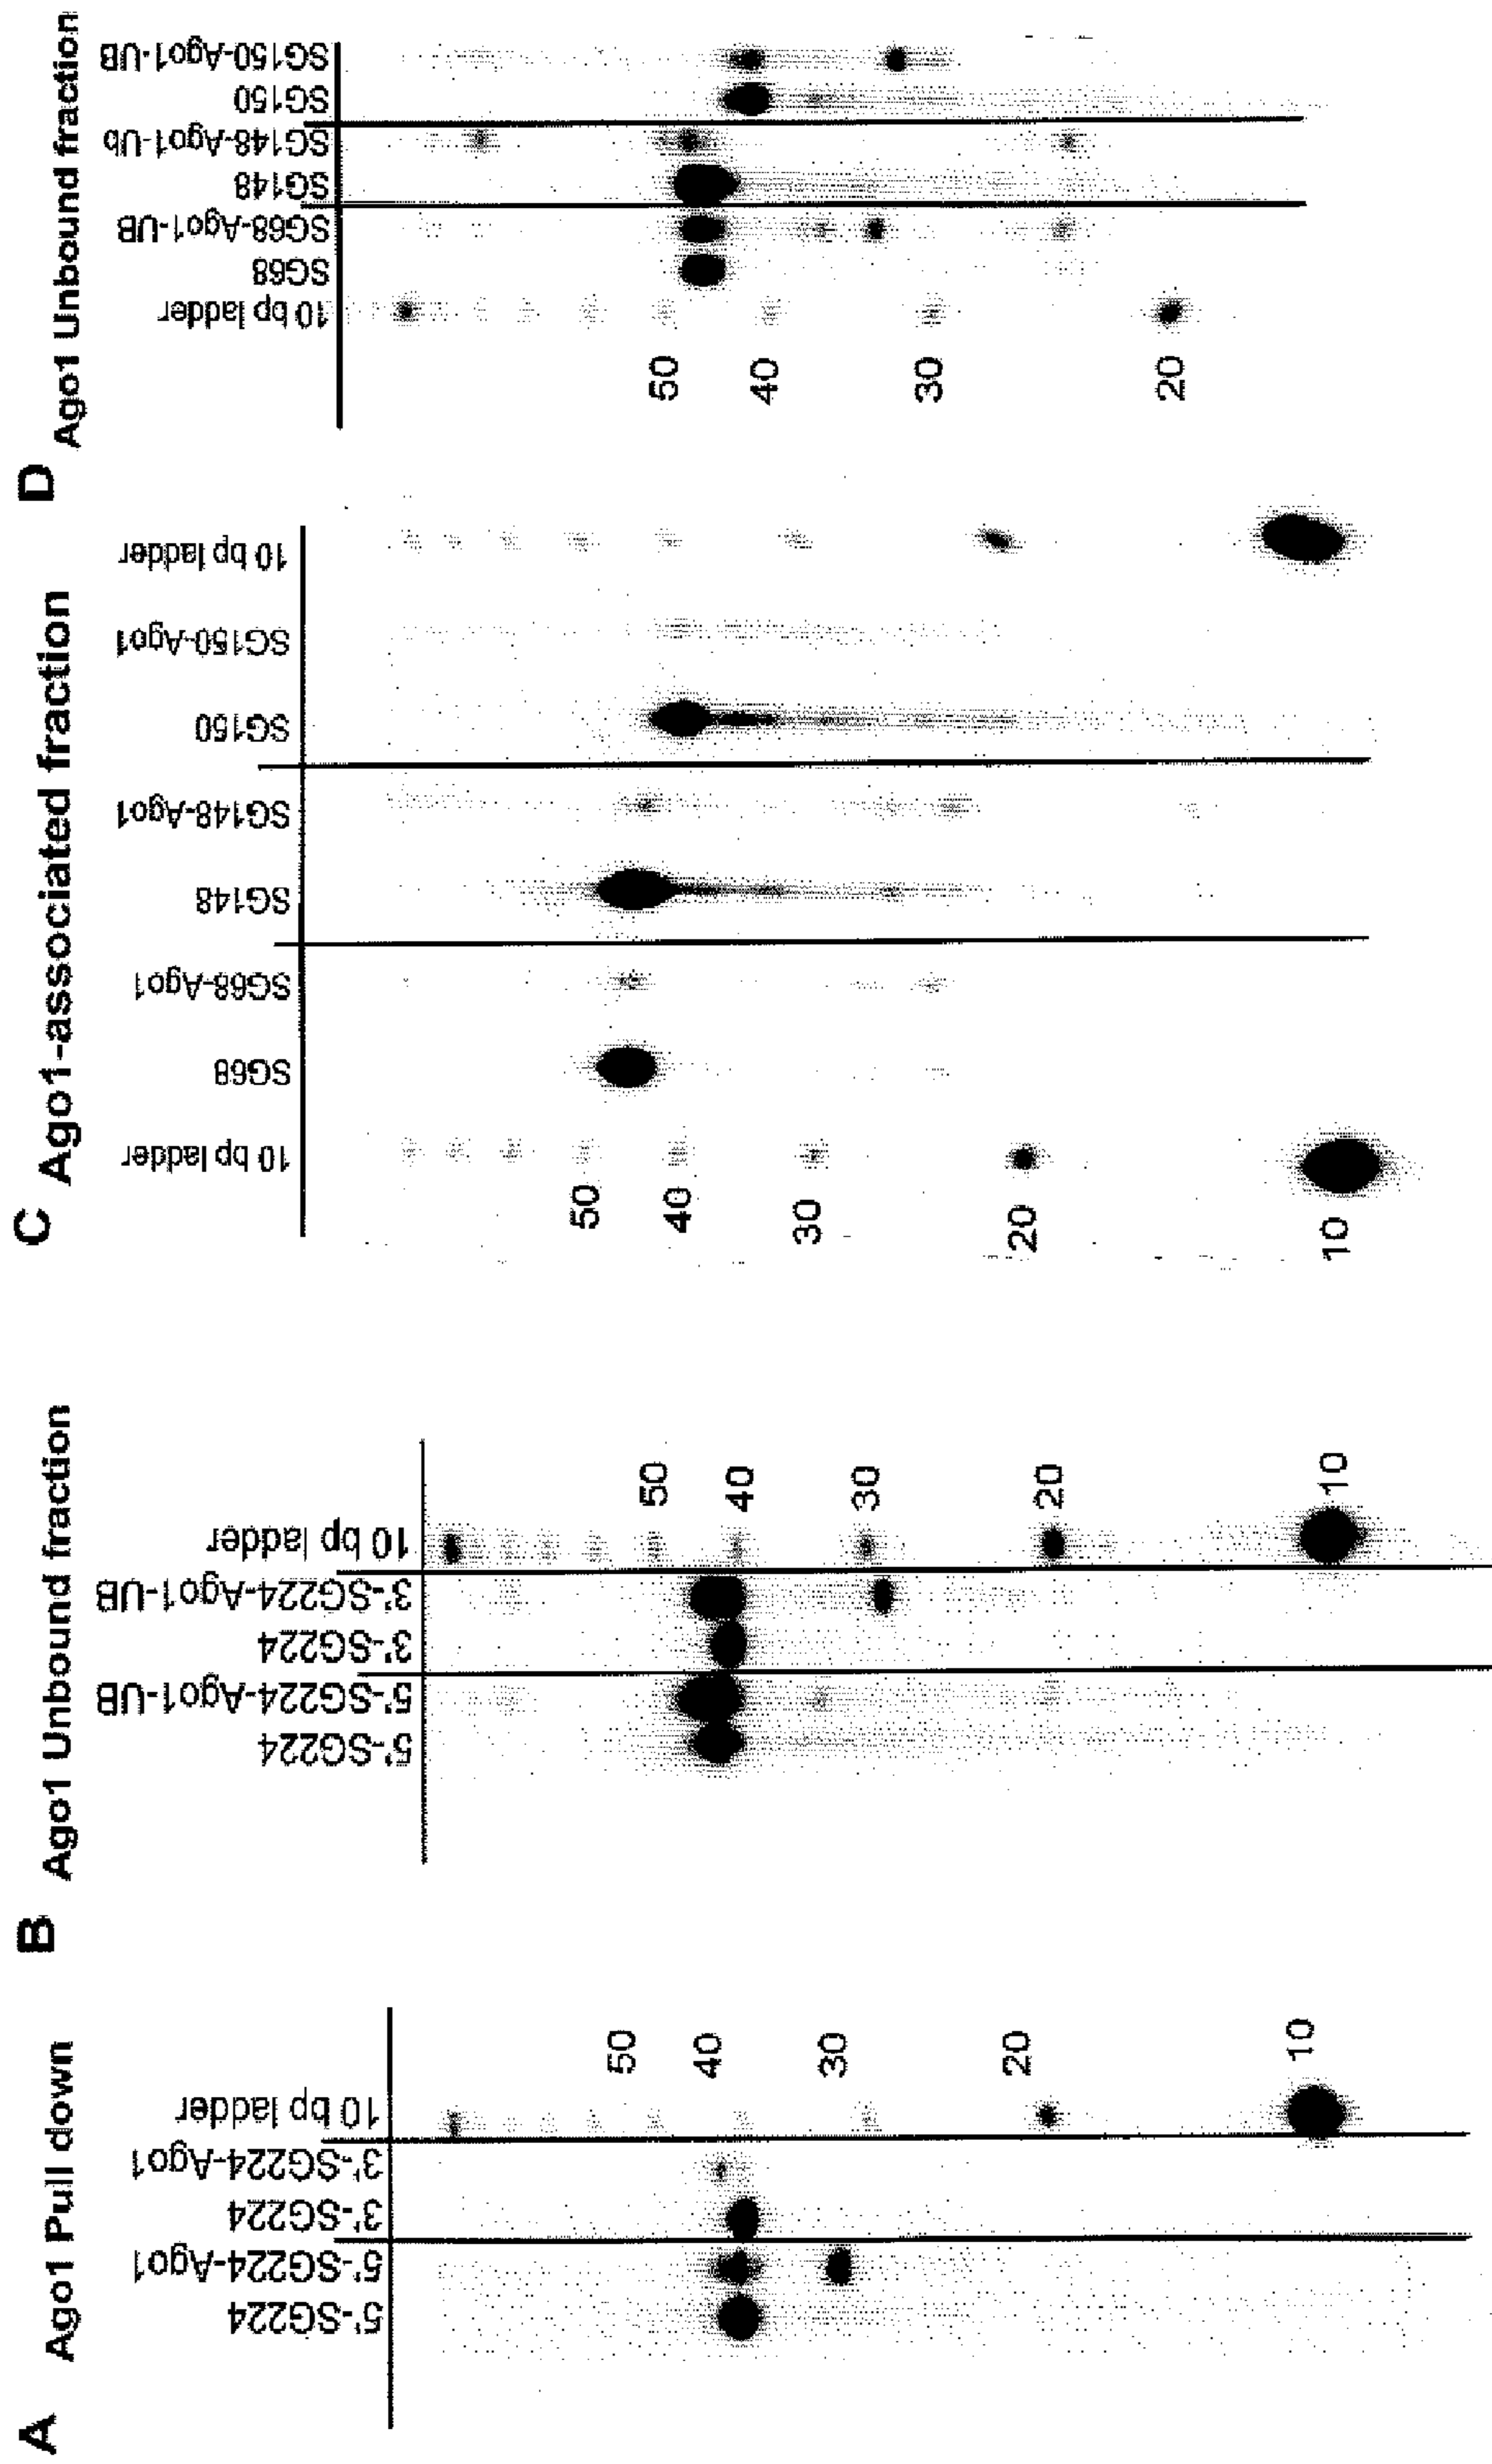 A Ago1 Pull down
5'-SG224
5'-SG224-Ago1
3'-SG224
3'-SG224-Ago1
10 bp ladder
50
40
30
20
10
B Ago1 Unbound fraction
5'-SG224
5'-SG224-Ago1-UB
3'-SG224
3'-SG224-Ago1-UB
10 bp ladder
50
40
30
20
10
C Ago1-associated fraction
10 bp ladder
SG68
SG68-Ago1
SG148
SG148-Ago1
SG150
SG150-Ago1
10 bp ladder
50
40
30
20
10
D Ago1 Unbound fraction
10 bp ladder
SG68
SG68-Ago1-UB
SG148
SG148-Ago1-Ub
SG150
SG150-Ago1-UB
50
40
30
20